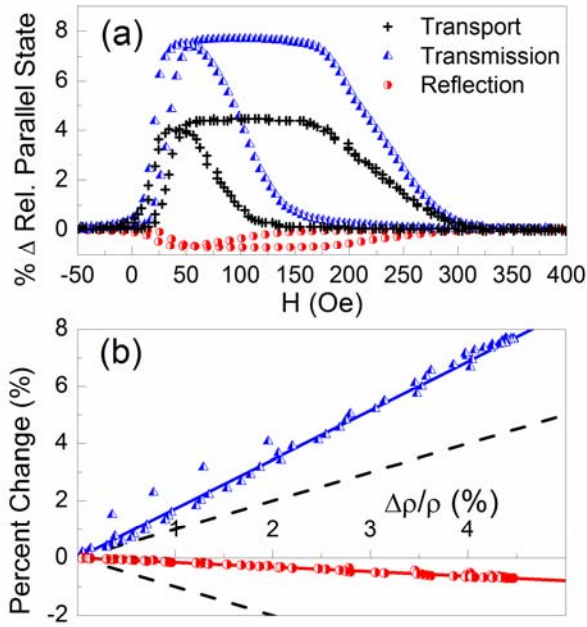 (a)
Transport
Transmission
Reflection
% Δ Rel. Parallel State
8
6
4
2
0
-50 0 50 100 150 200 250 300 350 400
H (Oe)
(b)
Percent Change (%)
8
6
4
2
0
-2
Δρ/ρ (%)
1 2 3 4